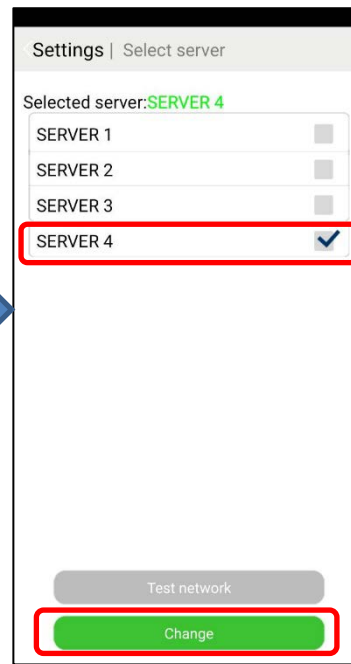 Settings | Select server
Selected server:SERVER 4
SERVER 1
SERVER 2
SERVER 3
SERVER 4
Test network
Change